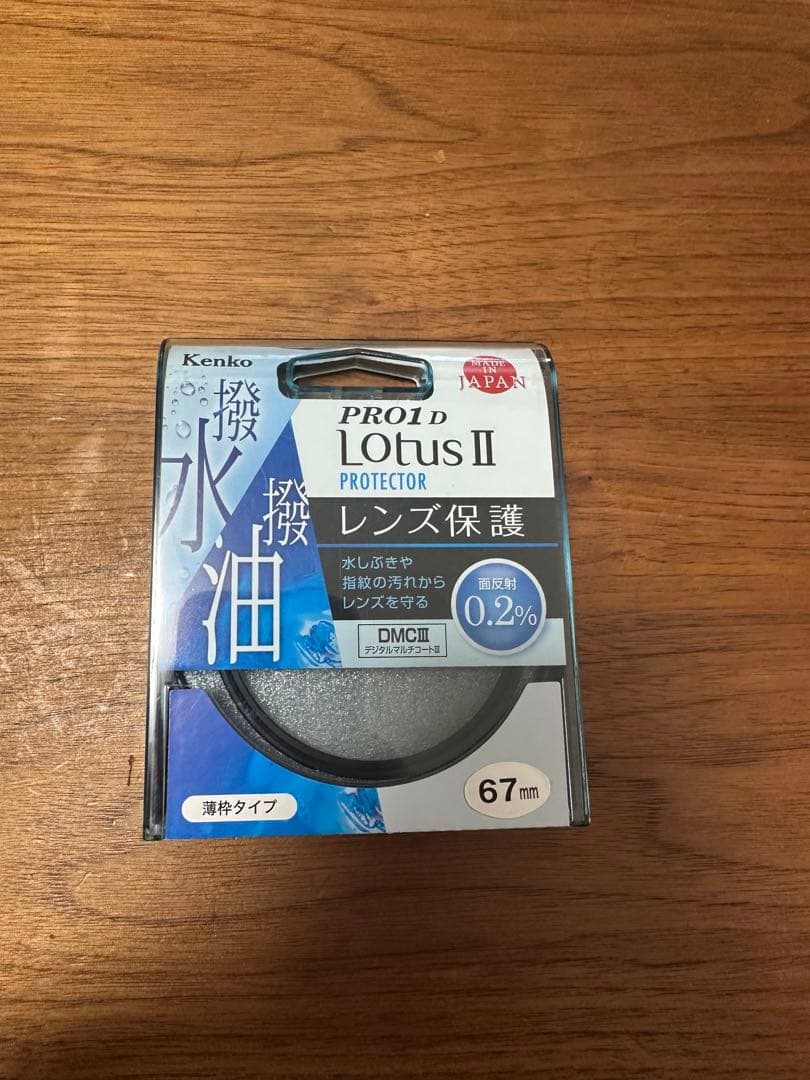 Kenko
MADE
IN
JAPAN
撥水
撥油
PRO1D
Lotus II
PROTECTOR
レンズ保護
水しぶきや
指紋の汚れから
レンズを守る
面反射
0.2%
DMCⅢ
デジタルマルチコートⅢ
薄枠タイプ
67mm